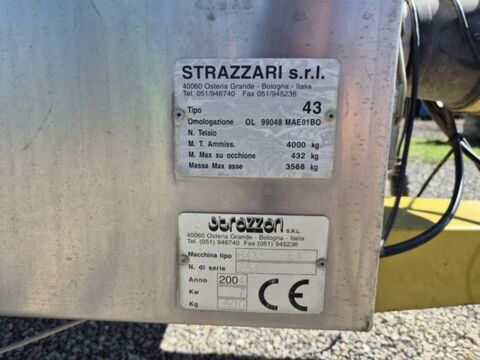 STRAZZARI s.r.l.
40060 Osteria Grande - Bologna - Italia
Tel. 051/946740 Fax 051/945236
Tipo 43
Omologazione OL 99048 MAE01BO
N. Telaio
M. T. Ammiss. 4000 kg
M. Max su occhione 432 kg
Massa Max asse 3568 kg
Strazzari S.R.L.
40060 Osteria Grande - Bologna - Italia
Tel. (051) 946740 Fax (051) 945236
Macchina tipo
N. di serie
Anno 2004
Kw
Kg
CE